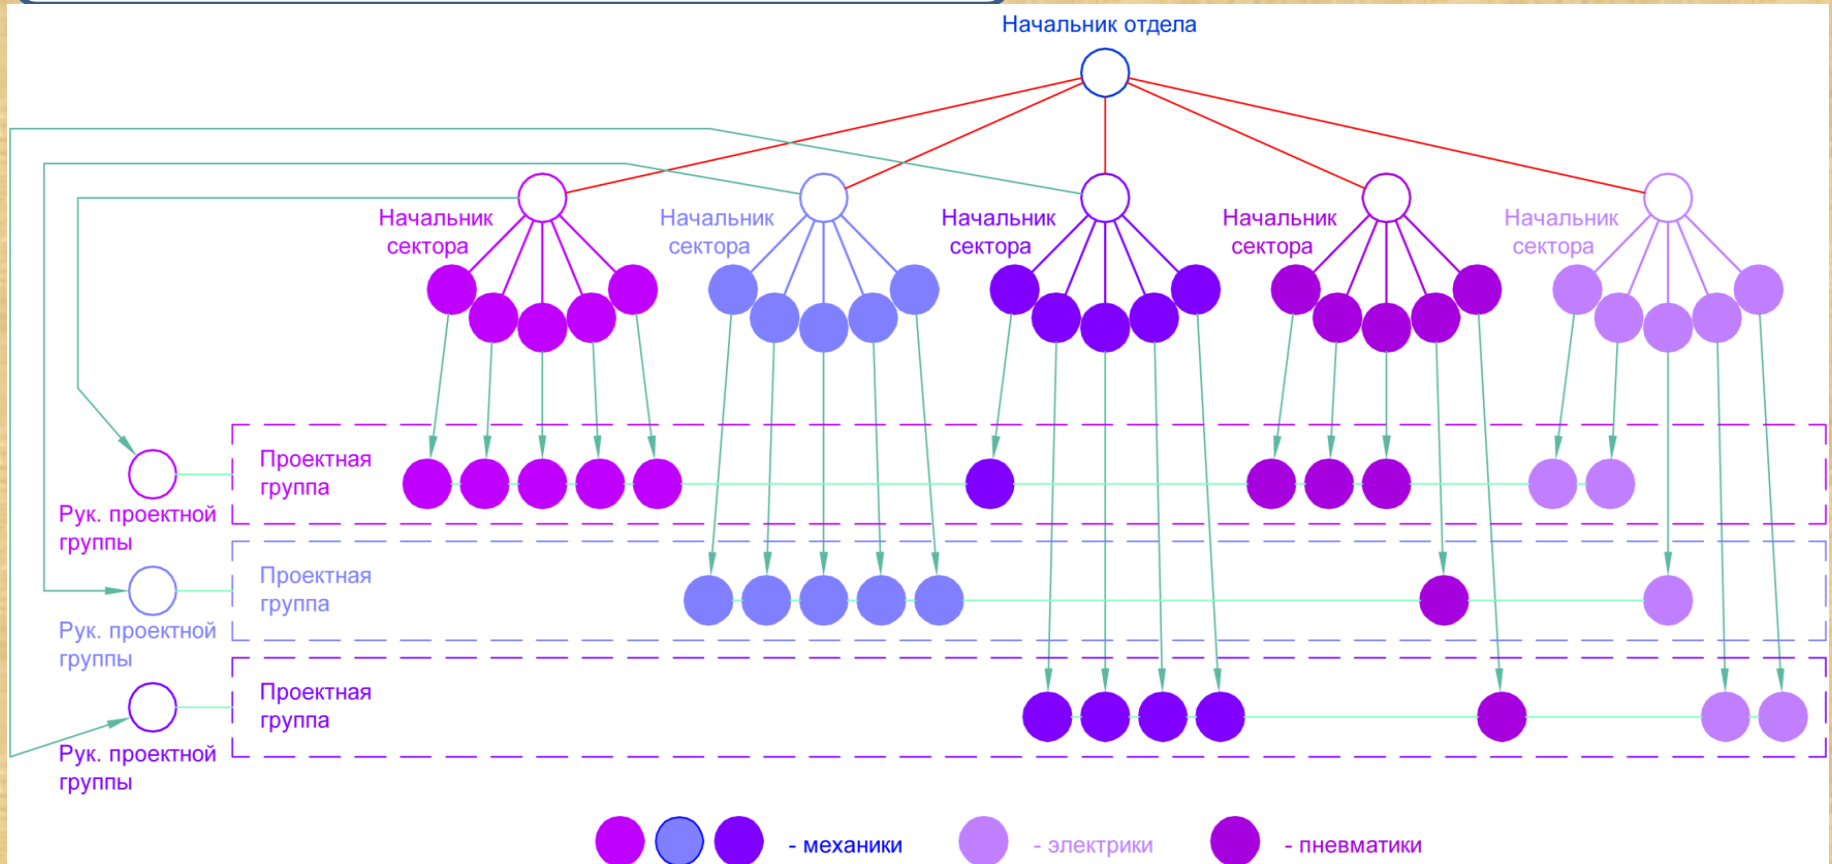 Начальник отдела
Начальник
сектора
Начальник
сектора
Начальник
сектора
Начальник
сектора
Начальник
сектора
Проектная
группа
Рук. проектной
группы
Проектная
группа
Рук. проектной
группы
Проектная
группа
Рук. проектной
группы
- механики
- электрики
- пневматики